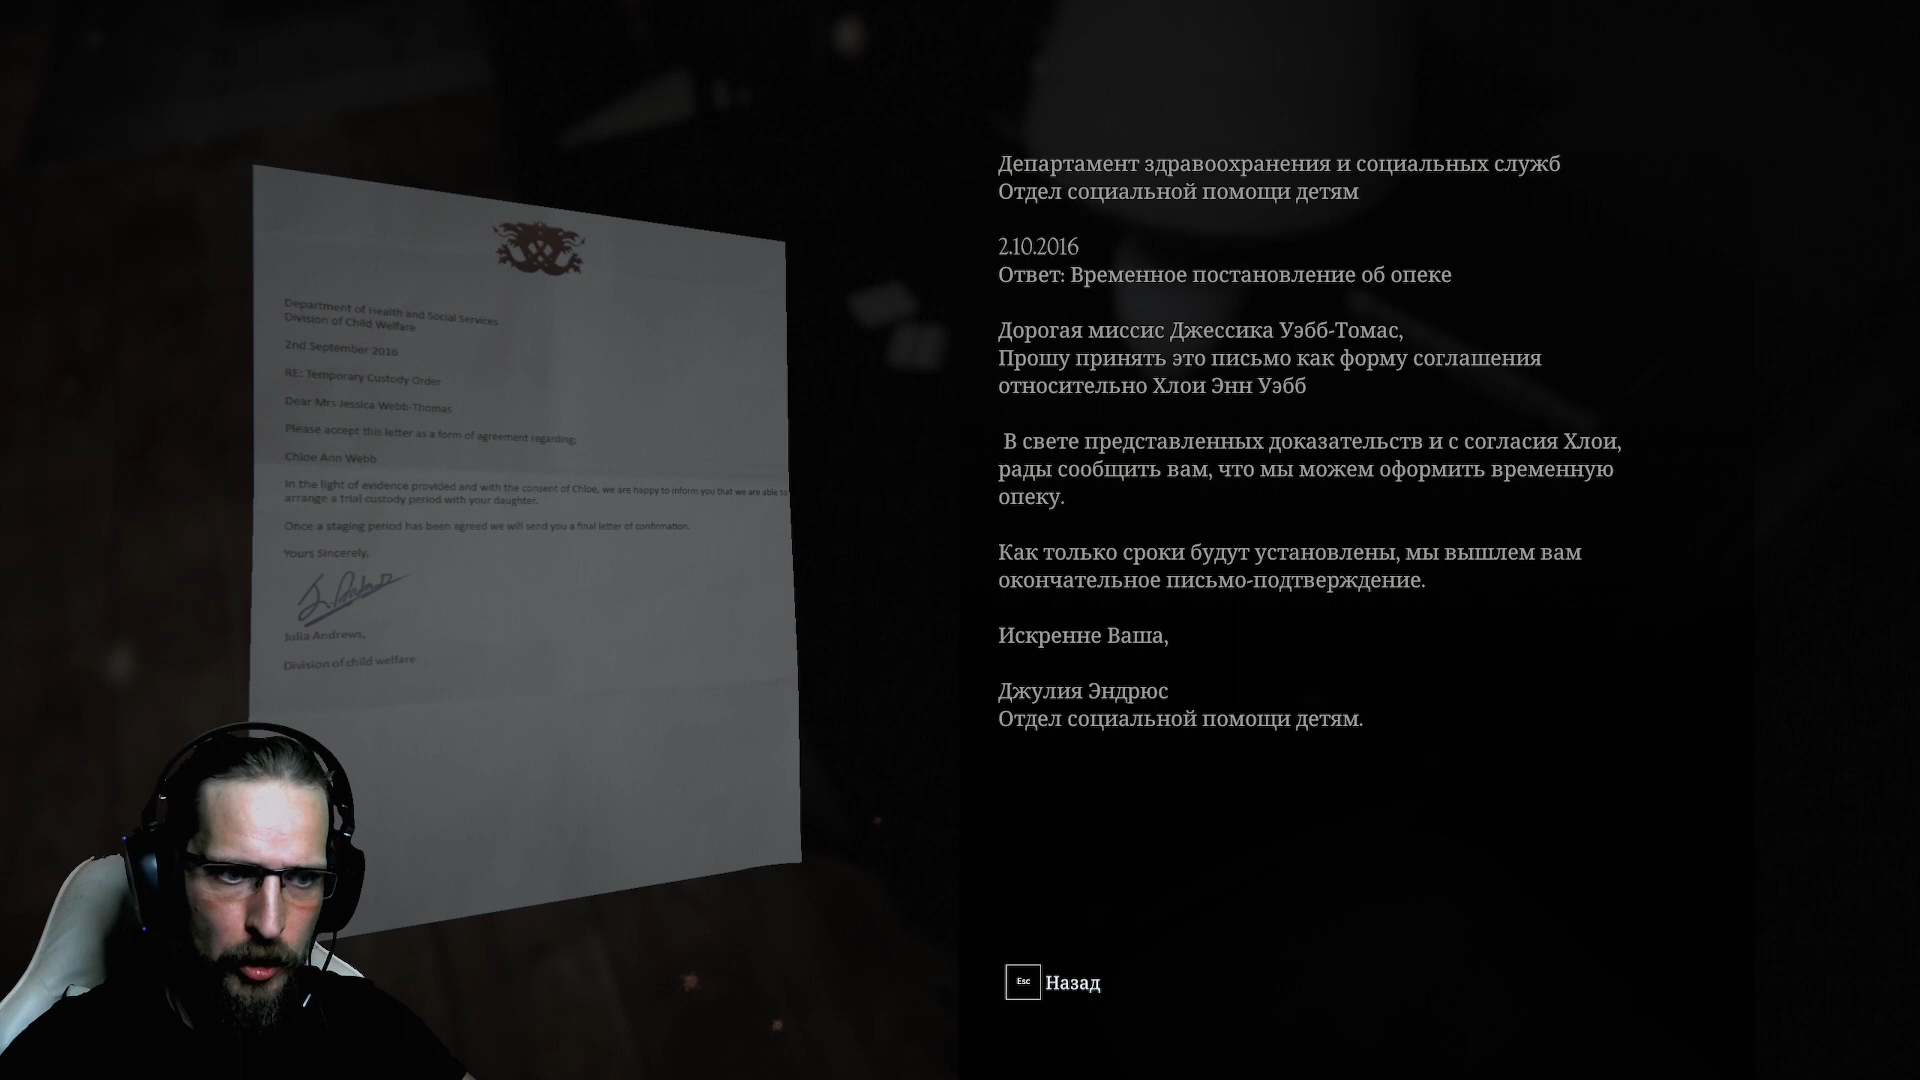 Department of Health and Social Services
Division of Child Welfare
2nd September 2016
RE: Temporary Custody Order
Dear Mrs Jessica Webb-Thomas
Please accept this letter as a form of agreement regarding;
Chloe Ann Webb
In the light of evidence provided and with the consent of Chloe, we are happy to inform you that we are able to
arrange a trial custody period with your daughter.
Once a staging period has been agreed we will send you a final letter of confirmation.
Yours Sincerely,
Julia Andrews,
Division of child welfare
Департамент здравоохранения и социальных служб
Отдел социальной помощи детям
2.10.2016
Ответ: Временное постановление об опеке
Дорогая миссис Джессика Уэбб-Томас,
Прошу принять это письмо как форму соглашения
относительно Хлои Энн Уэбб
В свете представленных доказательств и с согласия Хлои,
рады сообщить вам, что мы можем оформить временную
опеку.
Как только сроки будут установлены, мы вышлем вам
окончательное письмо-подтверждение.
Искренне Ваша,
Джулия Эндрюс
Отдел социальной помощи детям.
Esc Назад